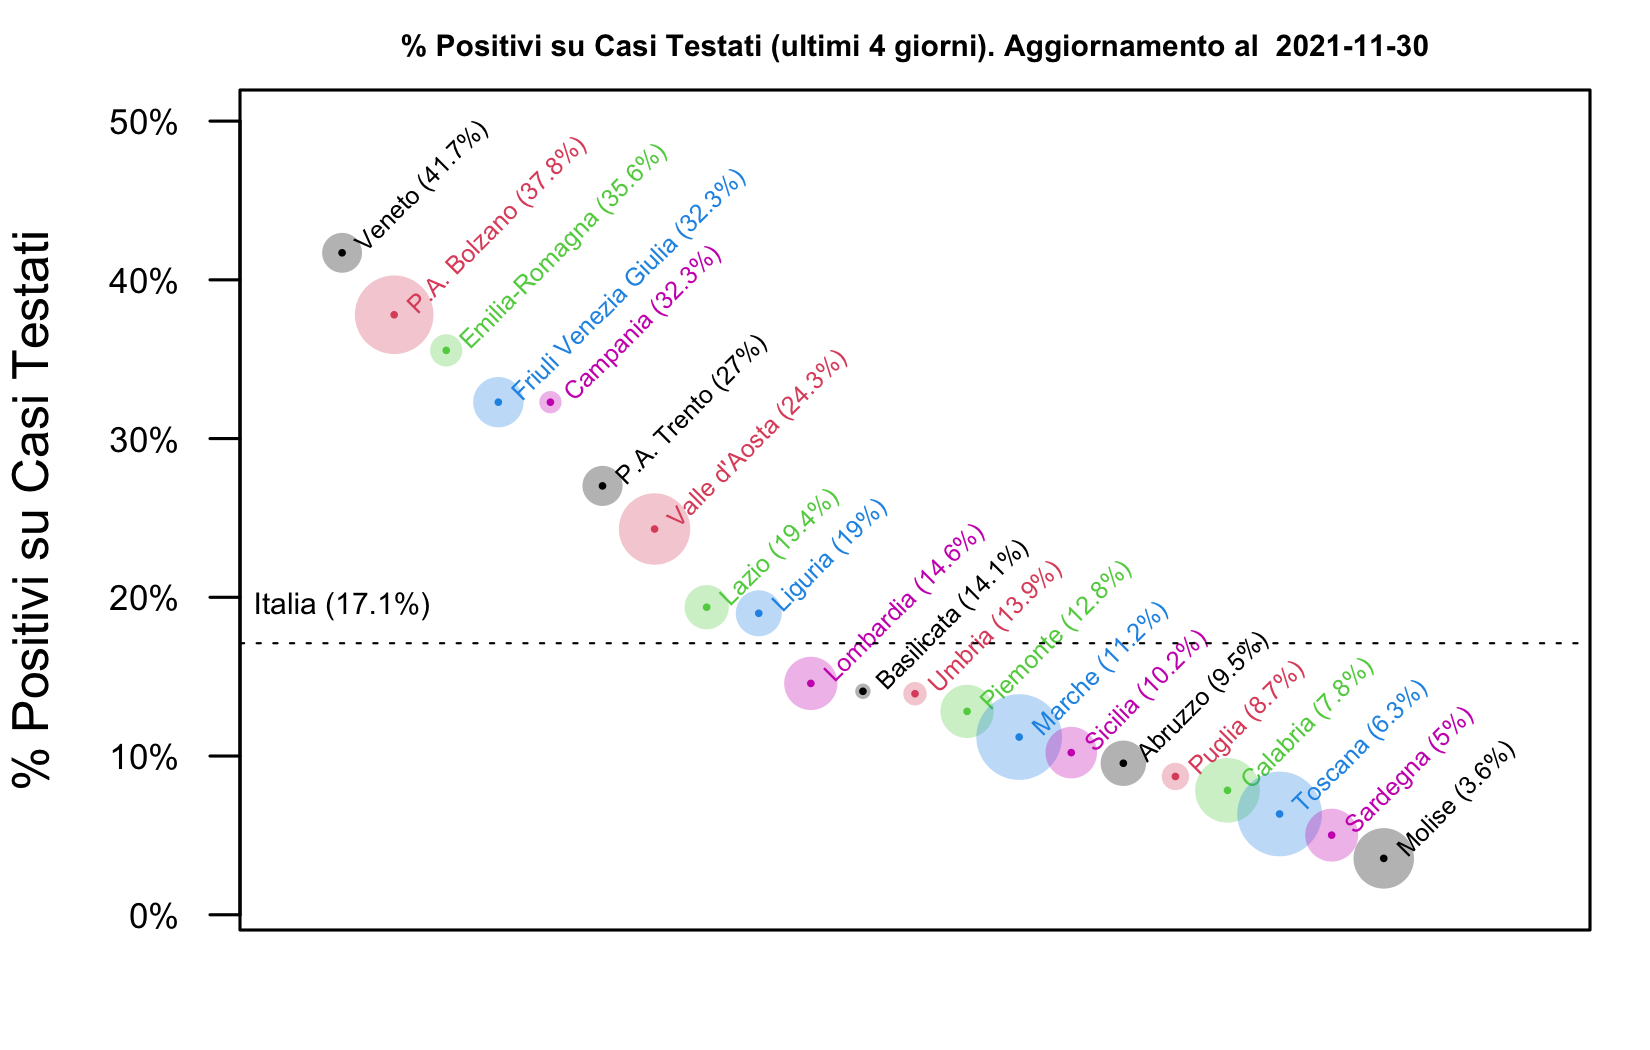 % Positivi su Casi Testati (ultimi 4 giorni). Aggiornamento al  2021-11-30
% Positivi su Casi Testati
50%
40%
30%
20%
10%
0%
Italia (17.1%)
Veneto (41.7%)
P.A. Bolzano (37.8%)
Emilia-Romagna (35.6%)
Friuli Venezia Giulia (32.3%)
Campania (32.3%)
P.A. Trento (27%)
Valle d'Aosta (24.3%)
Lazio (19.4%)
Liguria (19%)
Lombardia (14.6%)
Basilicata (14.1%)
Umbria (13.9%)
Piemonte (12.8%)
Marche (11.2%)
Sicilia (10.2%)
Abruzzo (9.5%)
Puglia (8.7%)
Calabria (7.8%)
Toscana (6.3%)
Sardegna (5%)
Molise (3.6%)